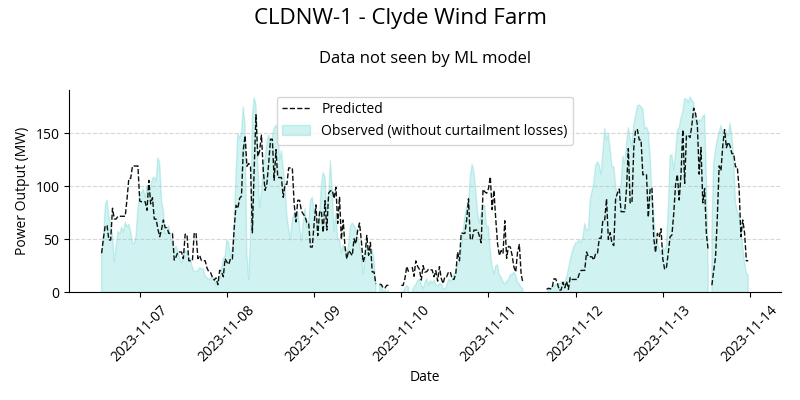 CLDNW-1 - Clyde Wind Farm
Data not seen by ML model
Predicted
Observed (without curtailment losses)
Power Output (MW)
150
100
50
0
2023-11-07
2023-11-08
2023-11-09
2023-11-10
2023-11-11
2023-11-12
2023-11-13
2023-11-14
Date